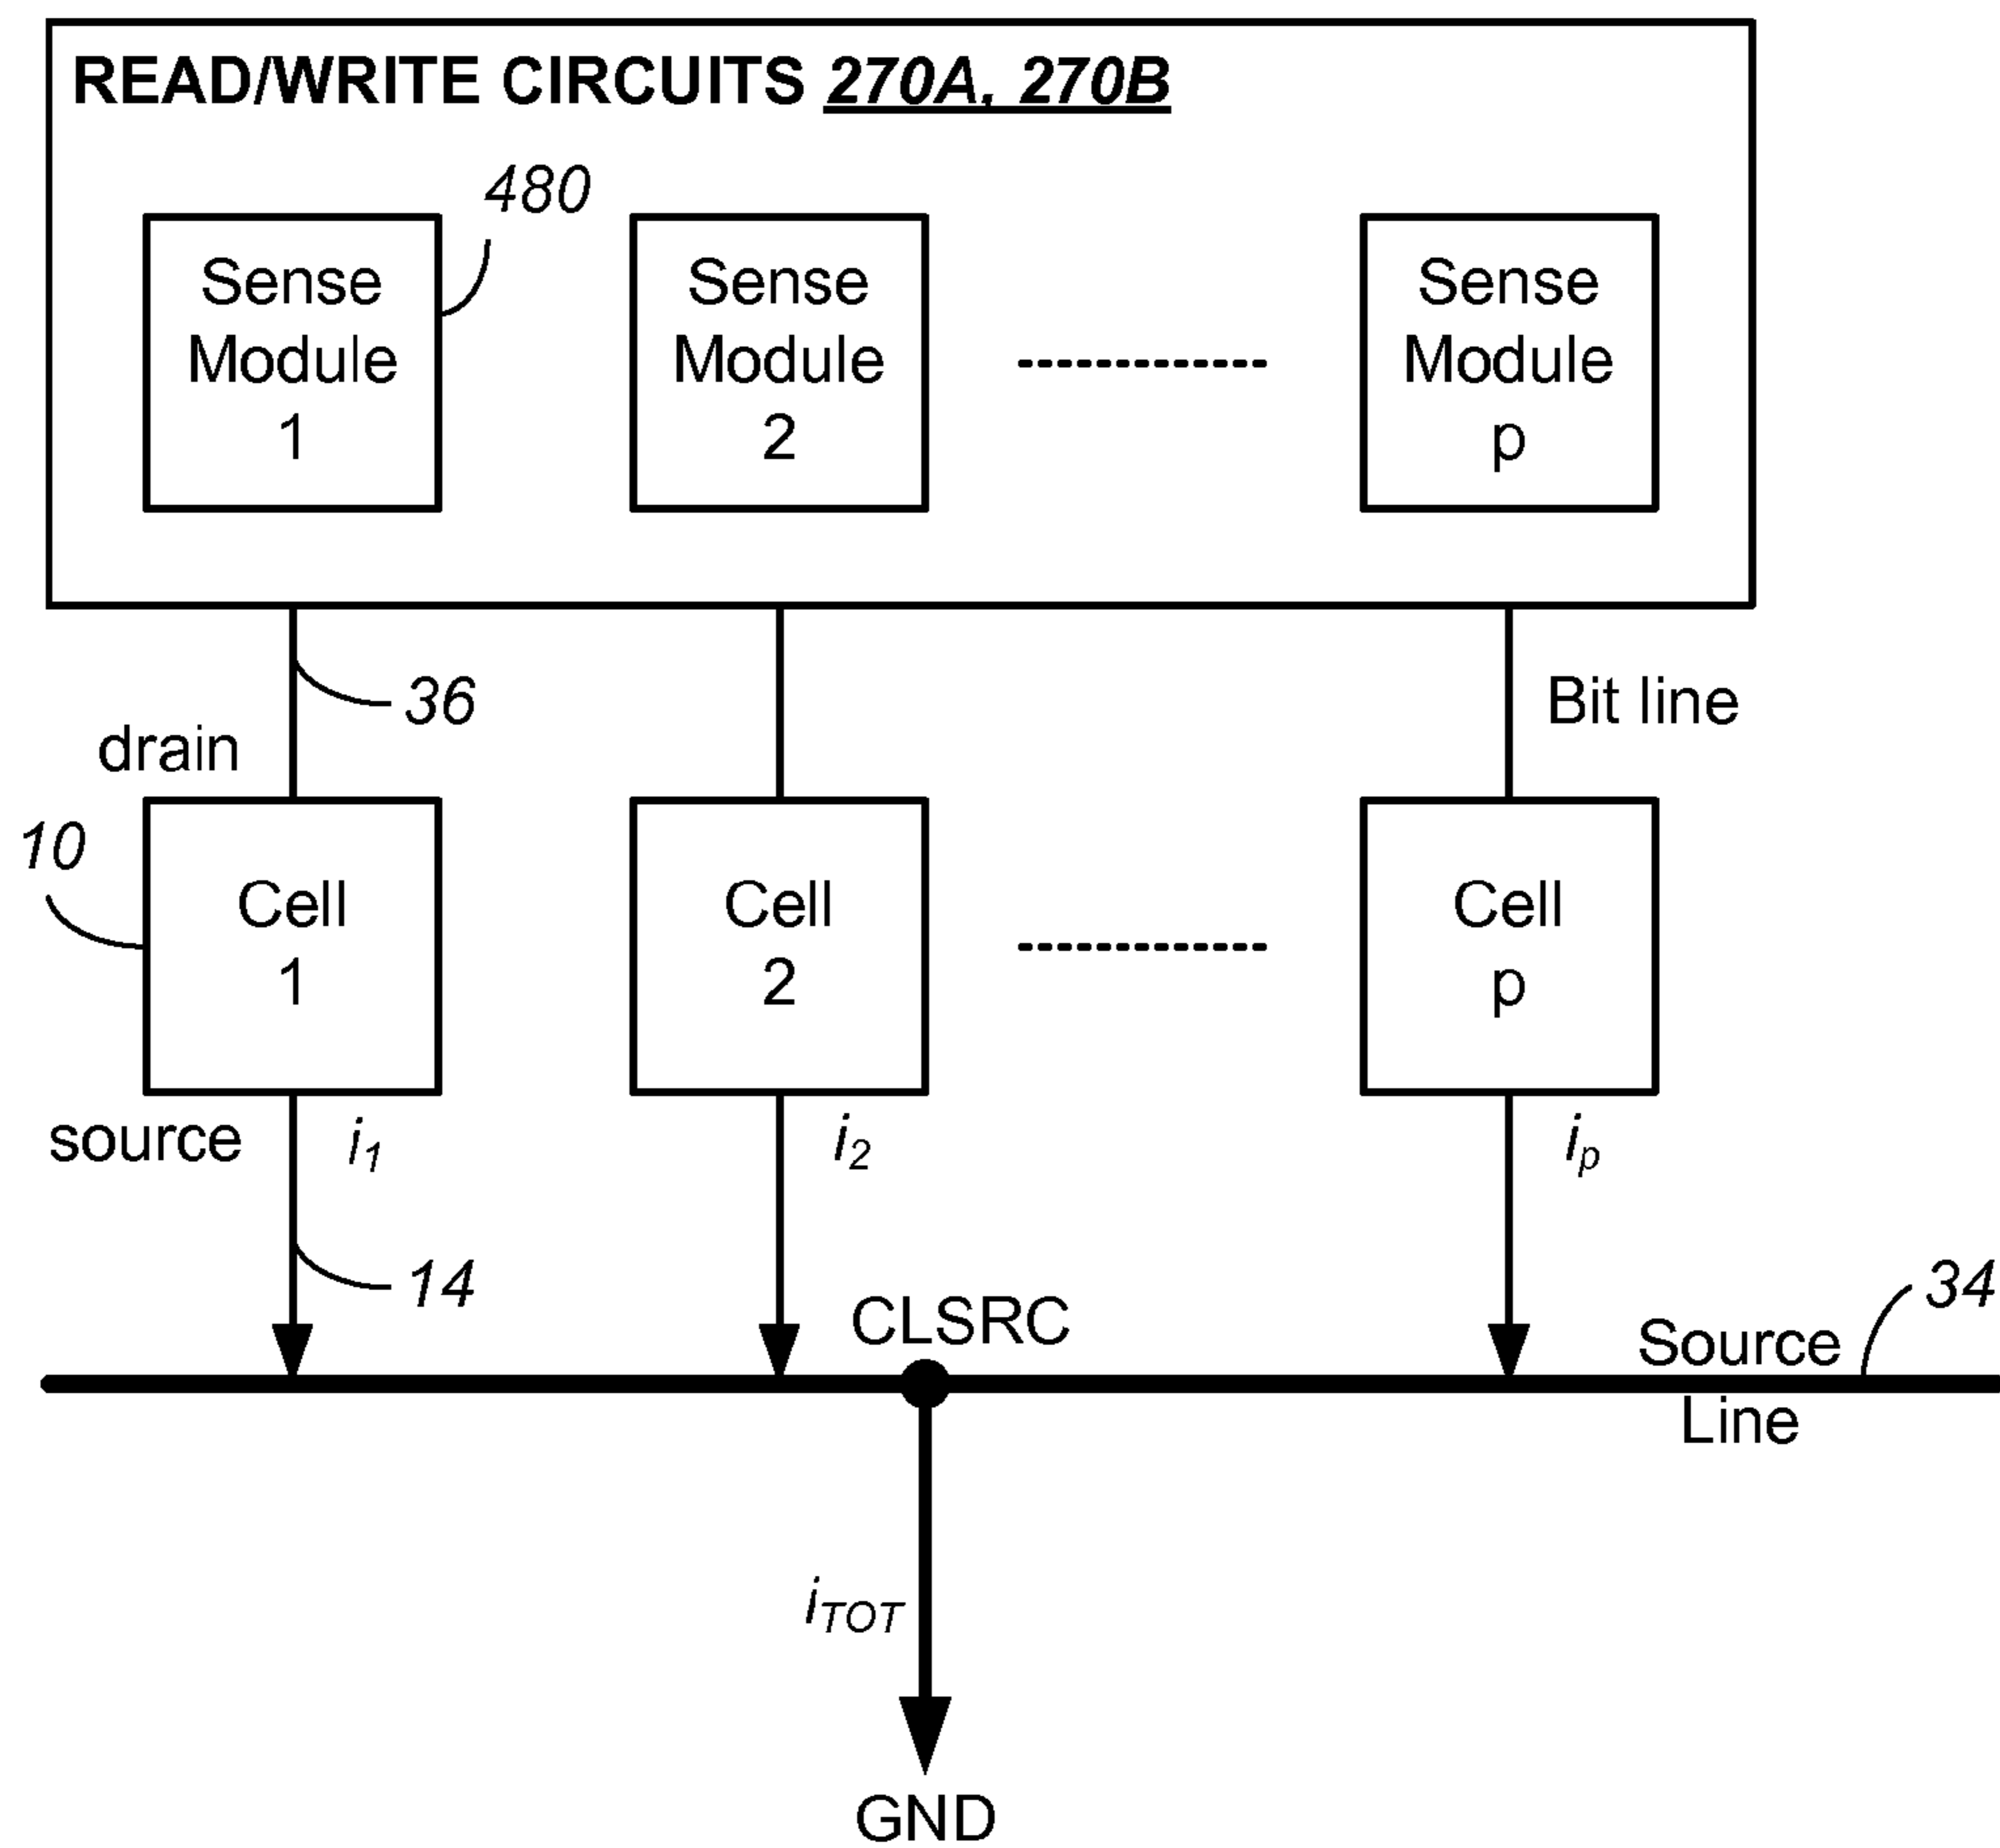 READ/WRITE CIRCUITS 270A, 270B
480
Sense
Module
1
Sense
Module
2
Sense
Module
p
36
Bit line
drain
10
Cell
1
Cell
2
Cell
p
source
i1
i2
ip
14
CLSRC
34
Source
Line
iTOT
GND